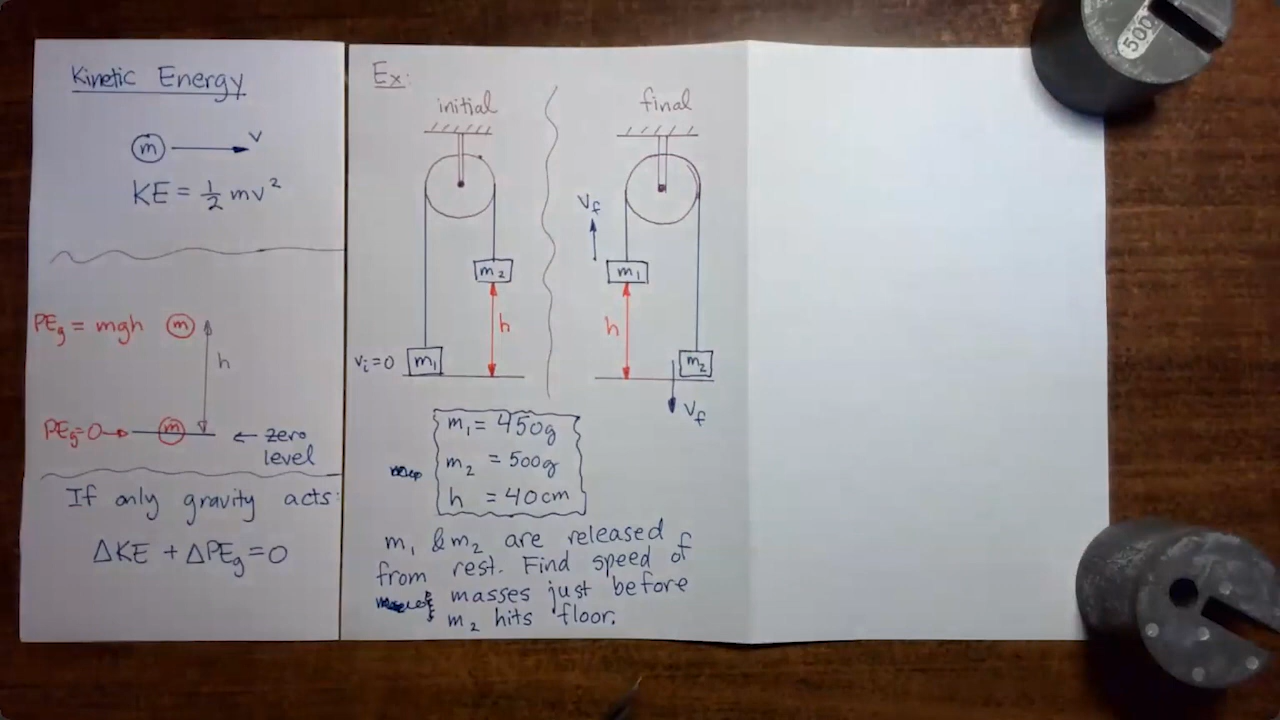 Kinetic Energy
m
v
KE = 1/2 mv²
PEg = mgh
m
h
PEg=0
m
← zero
level
If only gravity acts:
ΔKE + ΔPEg = 0
Ex:
initial
m₂
h
vᵢ=0
m₁
final
Vf
m₁
h
m₂
Vf
m₁ = 450g
m₂ = 500g
h = 40cm
m₁ & m₂ are released
from rest. Find speed of
masses just before
m₂ hits floor.
500